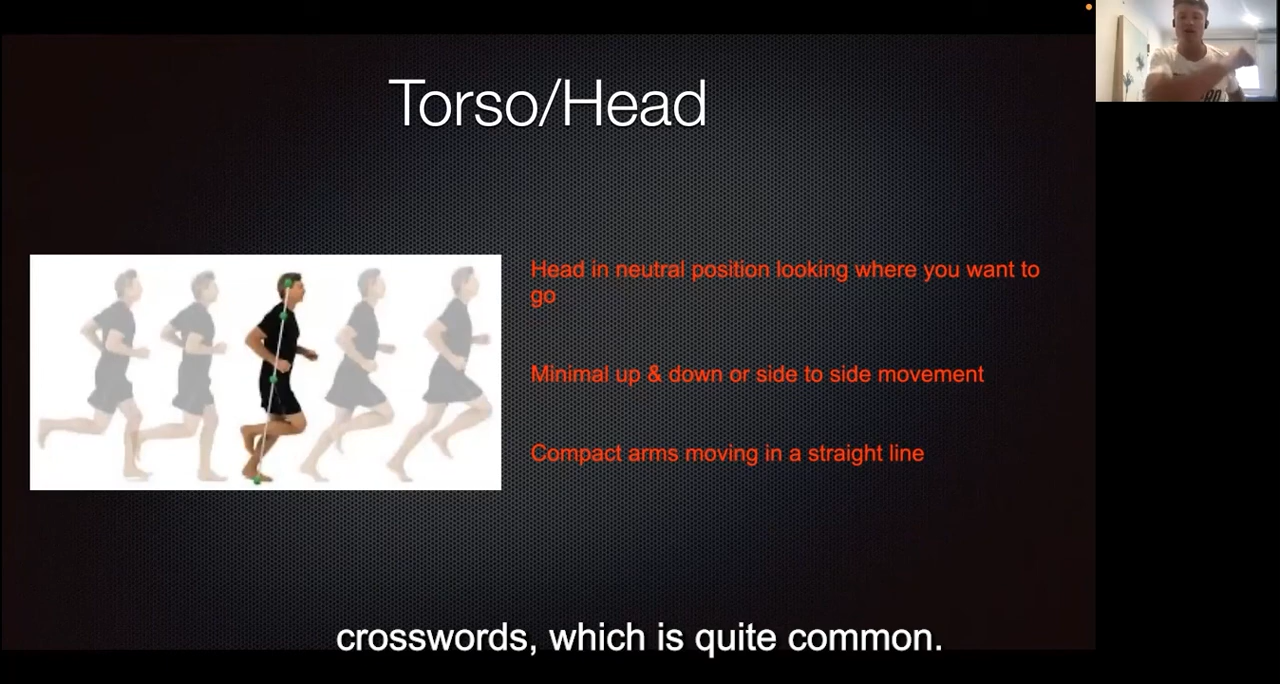 Torso/Head
Head in neutral position looking where you want to
go
Minimal up & down or side to side movement
Compact arms moving in a straight line
crosswords, which is quite common.